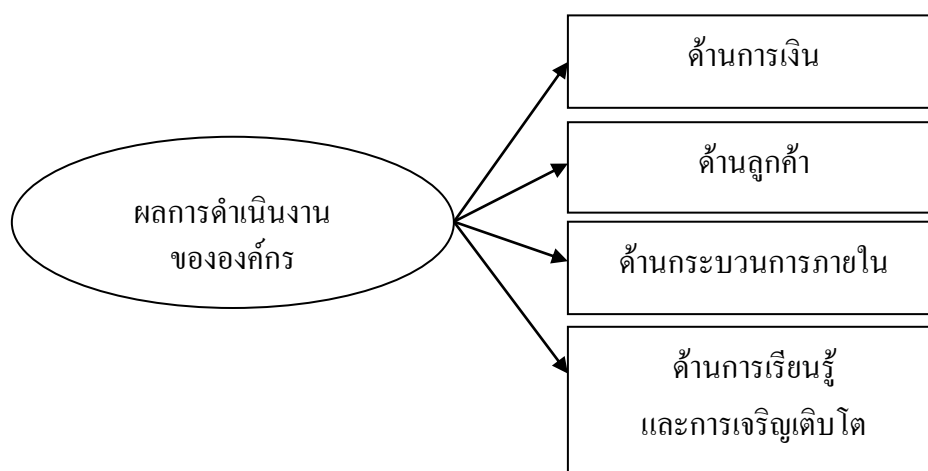 ด้านการเงิน
ด้านลูกค้า
ผลการดำเนินงาน
ขององค์กร
ด้านกระบวนการภายใน
ด้านการเรียนรู้
และการเจริญเติบโต